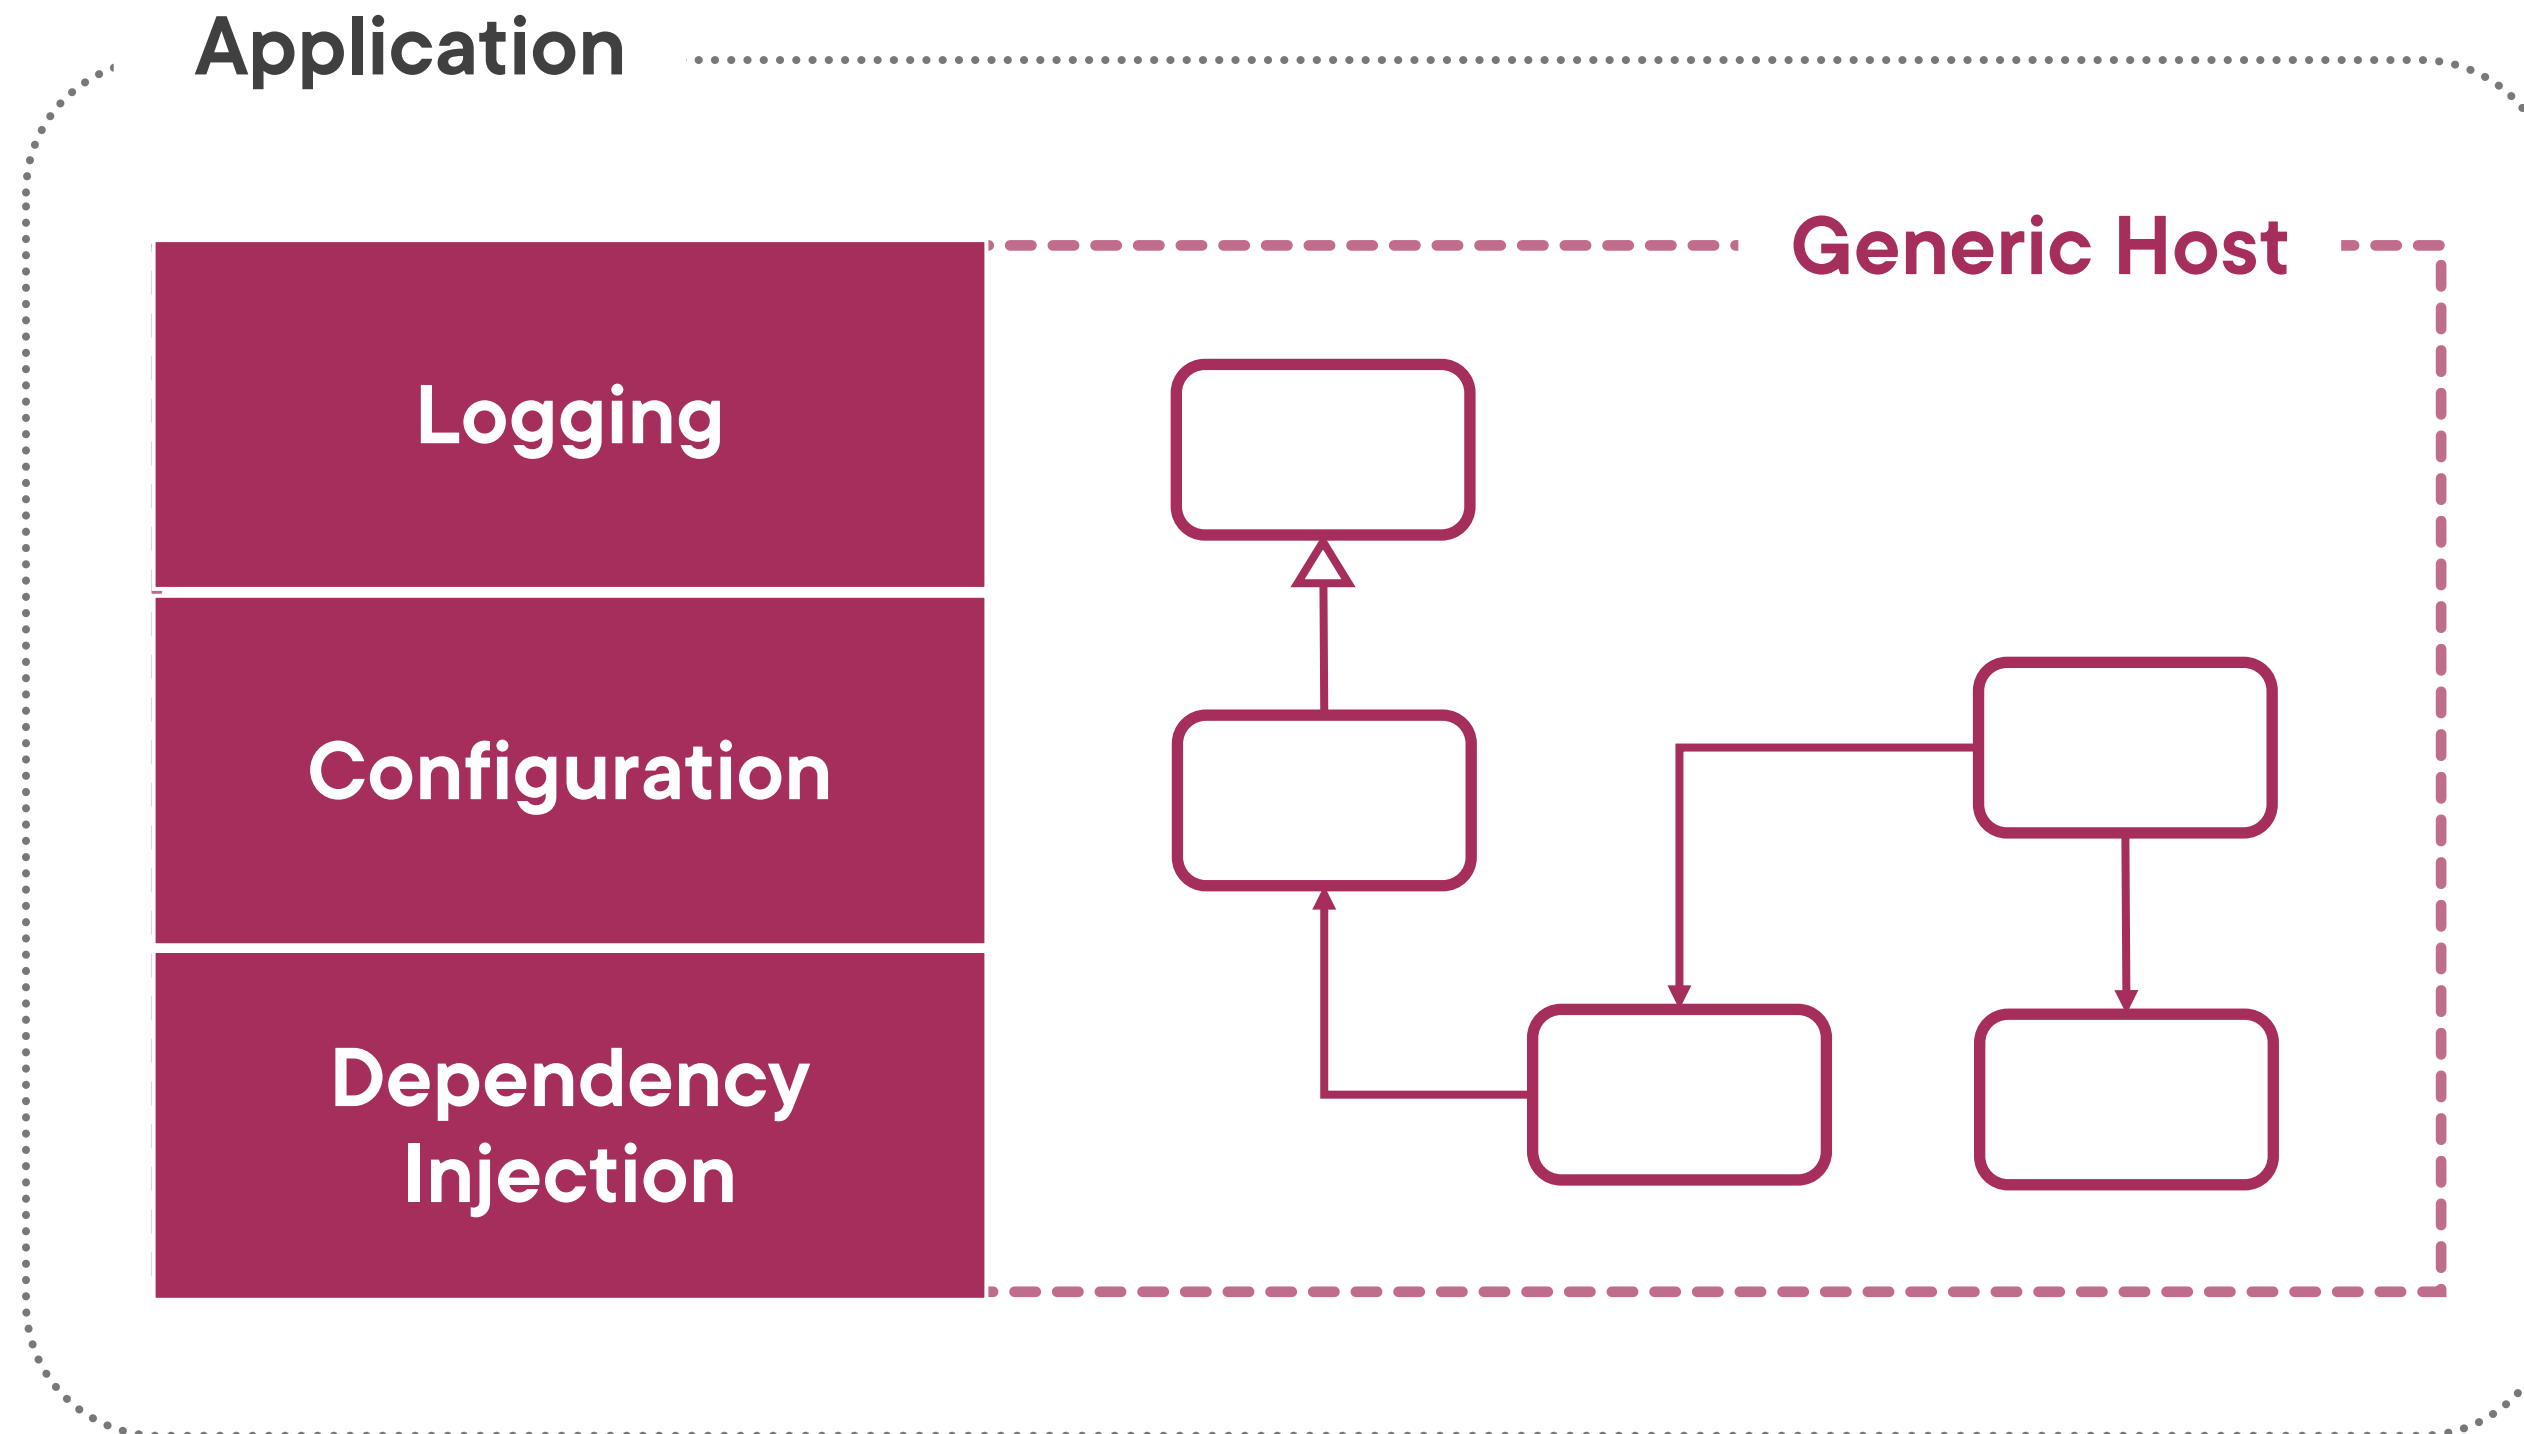 Application
Generic Host
Logging
Configuration
Dependency
Injection